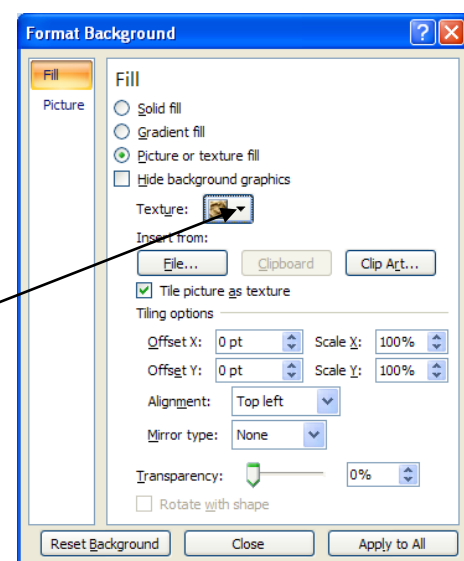 Format Background
Fill
Picture
Fill
Solid fill
Gradient fill
Picture or texture fill
Hide background graphics
Texture:
Insert from:
File...
Clipboard
Clip Art...
Tile picture as texture
Tiling options
Offset X: 0 pt Scale X: 100%
Offset Y: 0 pt Scale Y: 100%
Alignment: Top left
Mirror type: None
Transparency: 0%
Rotate with shape
Reset Background
Close
Apply to All